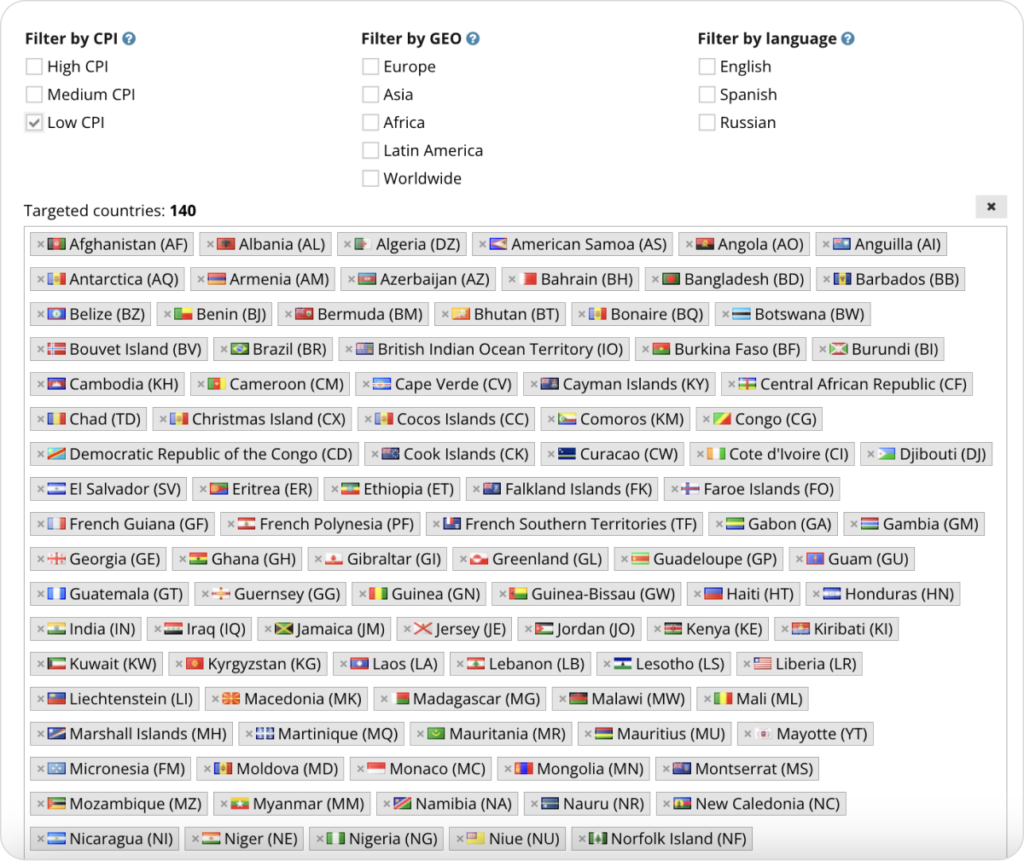 Filter by CPI ? Filter by GEO ? Filter by language ?
High CPI Europe English
Medium CPI Asia Spanish
Low CPI Africa Russian
Latin America
Worldwide
Targeted countries: 140 ×
× Afghanistan (AF) × Albania (AL) × Algeria (DZ) × American Samoa (AS) × Angola (AO) × Anguilla (AI)
× Antarctica (AQ) × Armenia (AM) × Azerbaijan (AZ) × Bahrain (BH) × Bangladesh (BD) × Barbados (BB)
× Belize (BZ) × Benin (BJ) × Bermuda (BM) × Bhutan (BT) × Bonaire (BQ) × Botswana (BW)
× Bouvet Island (BV) × Brazil (BR) × British Indian Ocean Territory (IO) × Burkina Faso (BF) × Burundi (BI)
× Cambodia (KH) × Cameroon (CM) × Cape Verde (CV) × Cayman Islands (KY) × Central African Republic (CF)
× Chad (TD) × Christmas Island (CX) × Cocos Islands (CC) × Comoros (KM) × Congo (CG)
× Democratic Republic of the Congo (CD) × Cook Islands (CK) × Curacao (CW) × Cote d'Ivoire (CI) × Djibouti (DJ)
× El Salvador (SV) × Eritrea (ER) × Ethiopia (ET) × Falkland Islands (FK) × Faroe Islands (FO)
× French Guiana (GF) × French Polynesia (PF) × French Southern Territories (TF) × Gabon (GA) × Gambia (GM)
× Georgia (GE) × Ghana (GH) × Gibraltar (GI) × Greenland (GL) × Guadeloupe (GP) × Guam (GU)
× Guatemala (GT) × Guernsey (GG) × Guinea (GN) × Guinea-Bissau (GW) × Haiti (HT) × Honduras (HN)
× India (IN) × Iraq (IQ) × Jamaica (JM) × Jersey (JE) × Jordan (JO) × Kenya (KE) × Kiribati (KI)
× Kuwait (KW) × Kyrgyzstan (KG) × Laos (LA) × Lebanon (LB) × Lesotho (LS) × Liberia (LR)
× Liechtenstein (LI) × Macedonia (MK) × Madagascar (MG) × Malawi (MW) × Mali (ML)
× Marshall Islands (MH) × Martinique (MQ) × Mauritania (MR) × Mauritius (MU) × Mayotte (YT)
× Micronesia (FM) × Moldova (MD) × Monaco (MC) × Mongolia (MN) × Montserrat (MS)
× Mozambique (MZ) × Myanmar (MM) × Namibia (NA) × Nauru (NR) × New Caledonia (NC)
× Nicaragua (NI) × Niger (NE) × Nigeria (NG) × Niue (NU) × Norfolk Island (NF)